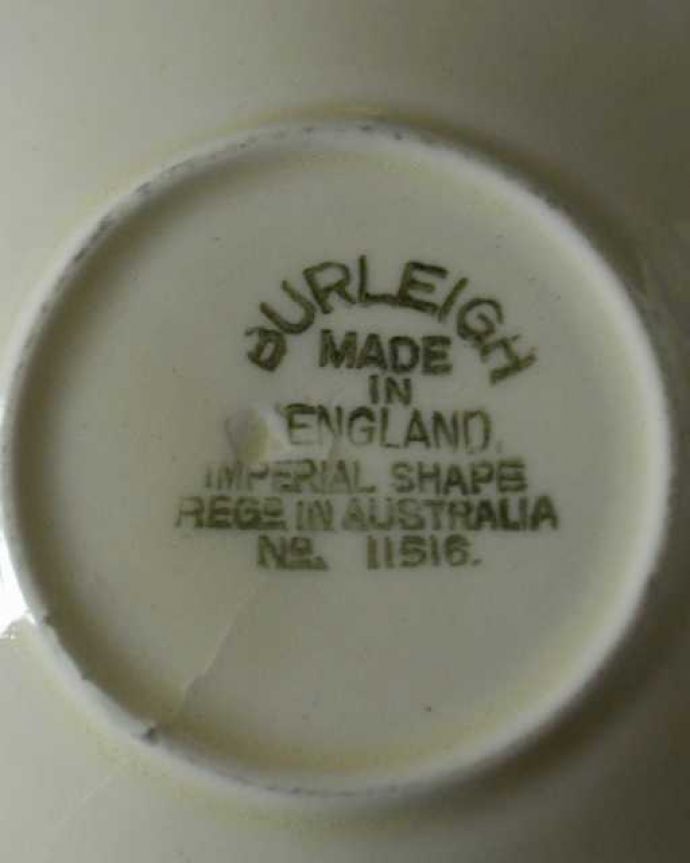 BURLEIGH
MADE
IN
ENGLAND.
IMPERIAL SHAPE
REGD IN AUSTRALIA
No. 11516.